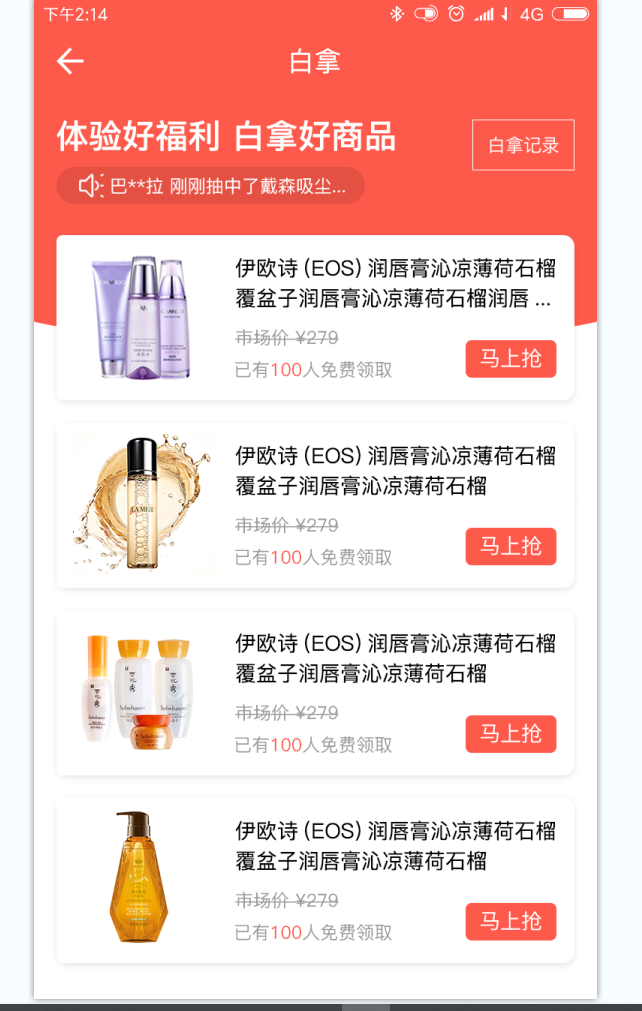 下午2:14
4G
白拿
体验好福利 白拿好商品
白拿记录
巴**拉 刚刚抽中了戴森吸尘...
伊欧诗 (EOS) 润唇膏沁凉薄荷石榴
覆盆子润唇膏沁凉薄荷石榴润唇 ...
市场价 ¥279
已有100人免费领取
马上抢
伊欧诗 (EOS) 润唇膏沁凉薄荷石榴
覆盆子润唇膏沁凉薄荷石榴
市场价 ¥279
已有100人免费领取
马上抢
LA MER
伊欧诗 (EOS) 润唇膏沁凉薄荷石榴
覆盆子润唇膏沁凉薄荷石榴
市场价 ¥279
已有100人免费领取
马上抢
Sulwhasoo
Sulwhasoo
Sulwhasoo
伊欧诗 (EOS) 润唇膏沁凉薄荷石榴
覆盆子润唇膏沁凉薄荷石榴
市场价 ¥279
已有100人免费领取
马上抢